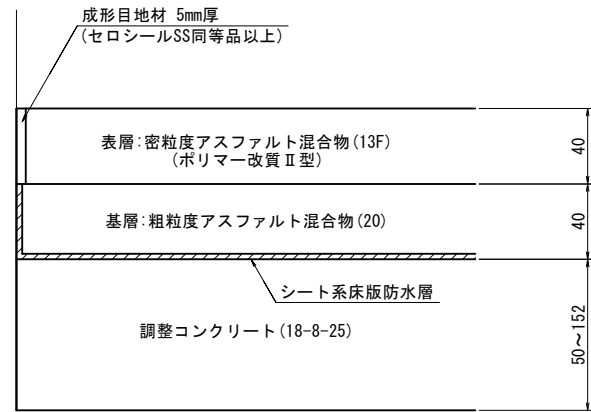 成形目地材 5mm厚
(セロシールSS同等品以上)
表層:密粒度アスファルト混合物(13F)
(ポリマー改質Ⅱ型)
40
基層:粗粒度アスファルト混合物(20)
40
シート系床版防水層
調整コンクリート(18-8-25)
50~152